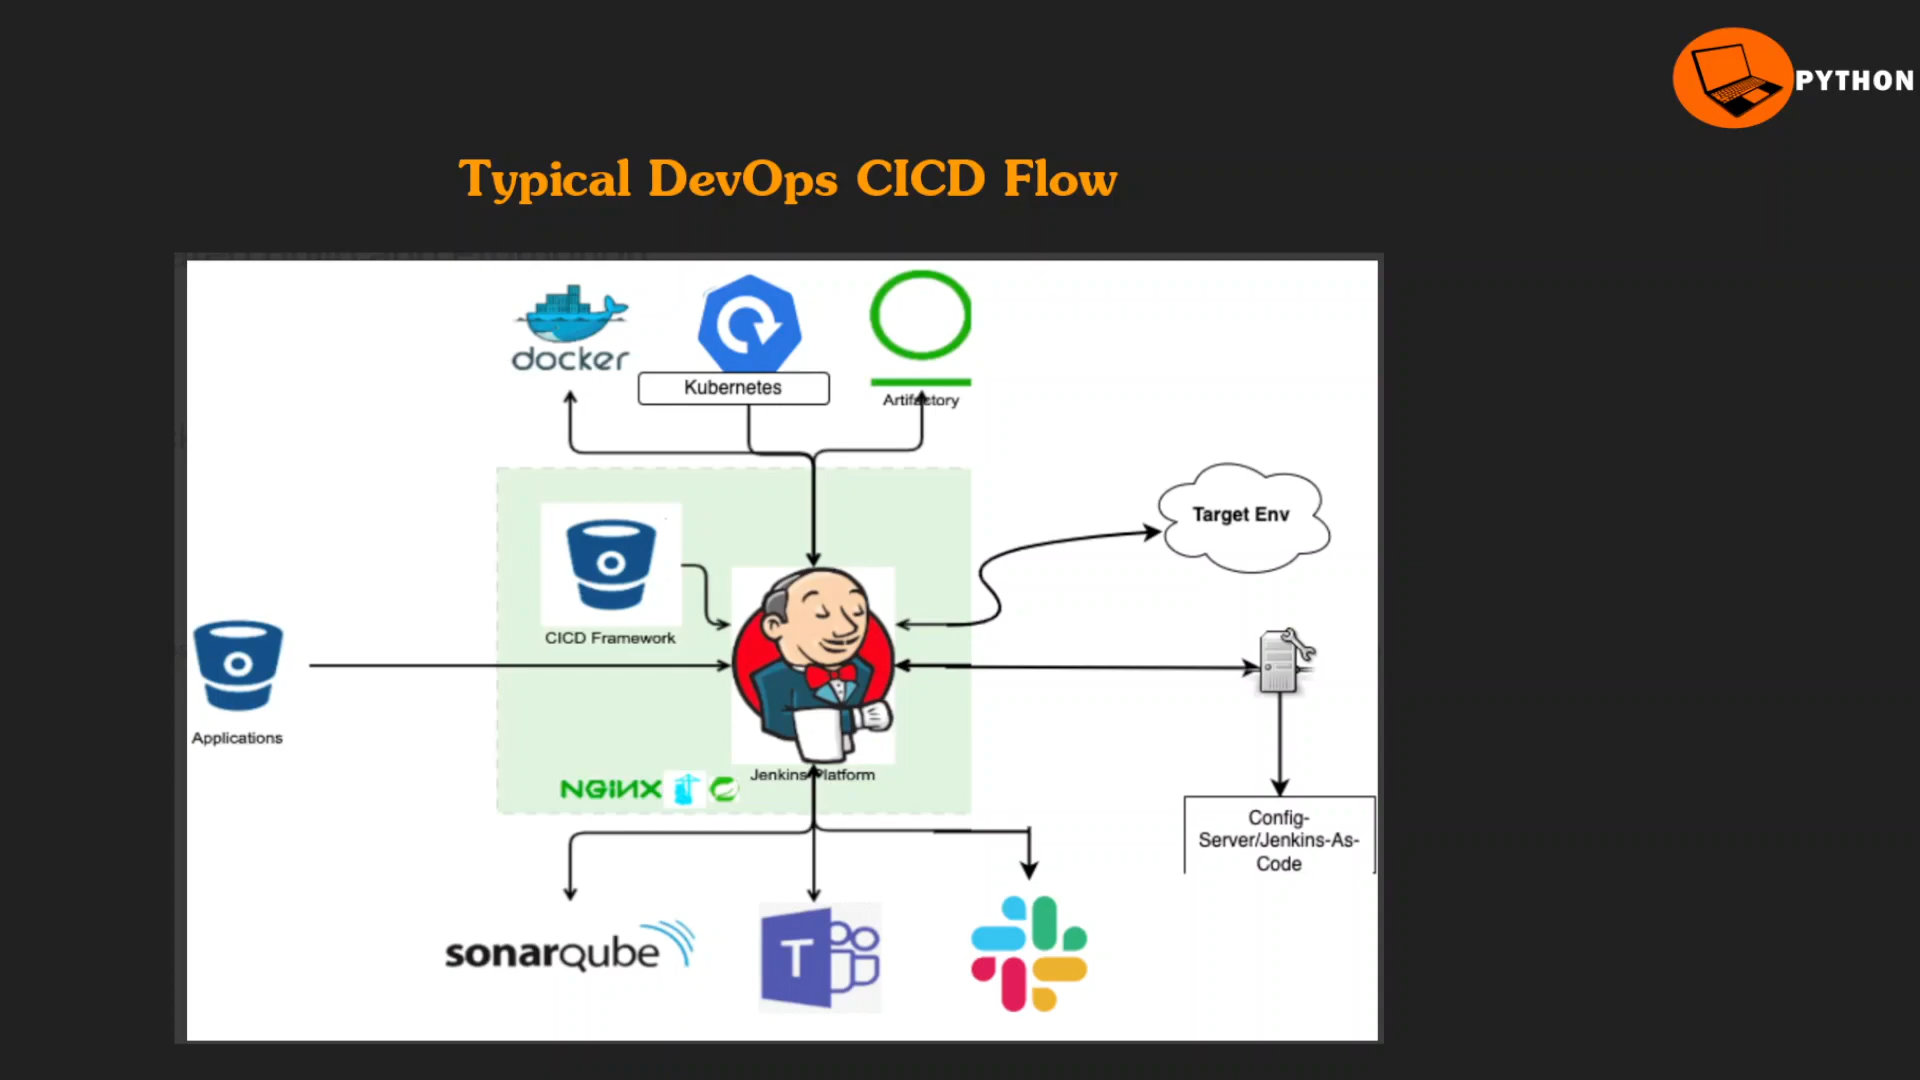 PYTHON
Typical DevOps CICD Flow
docker
Kubernetes
Artifactory
Target Env
CICD Framework
Applications
NGINX
Jenkins Platform
Config-
Server/Jenkins-As-
Code
sonarqube
T